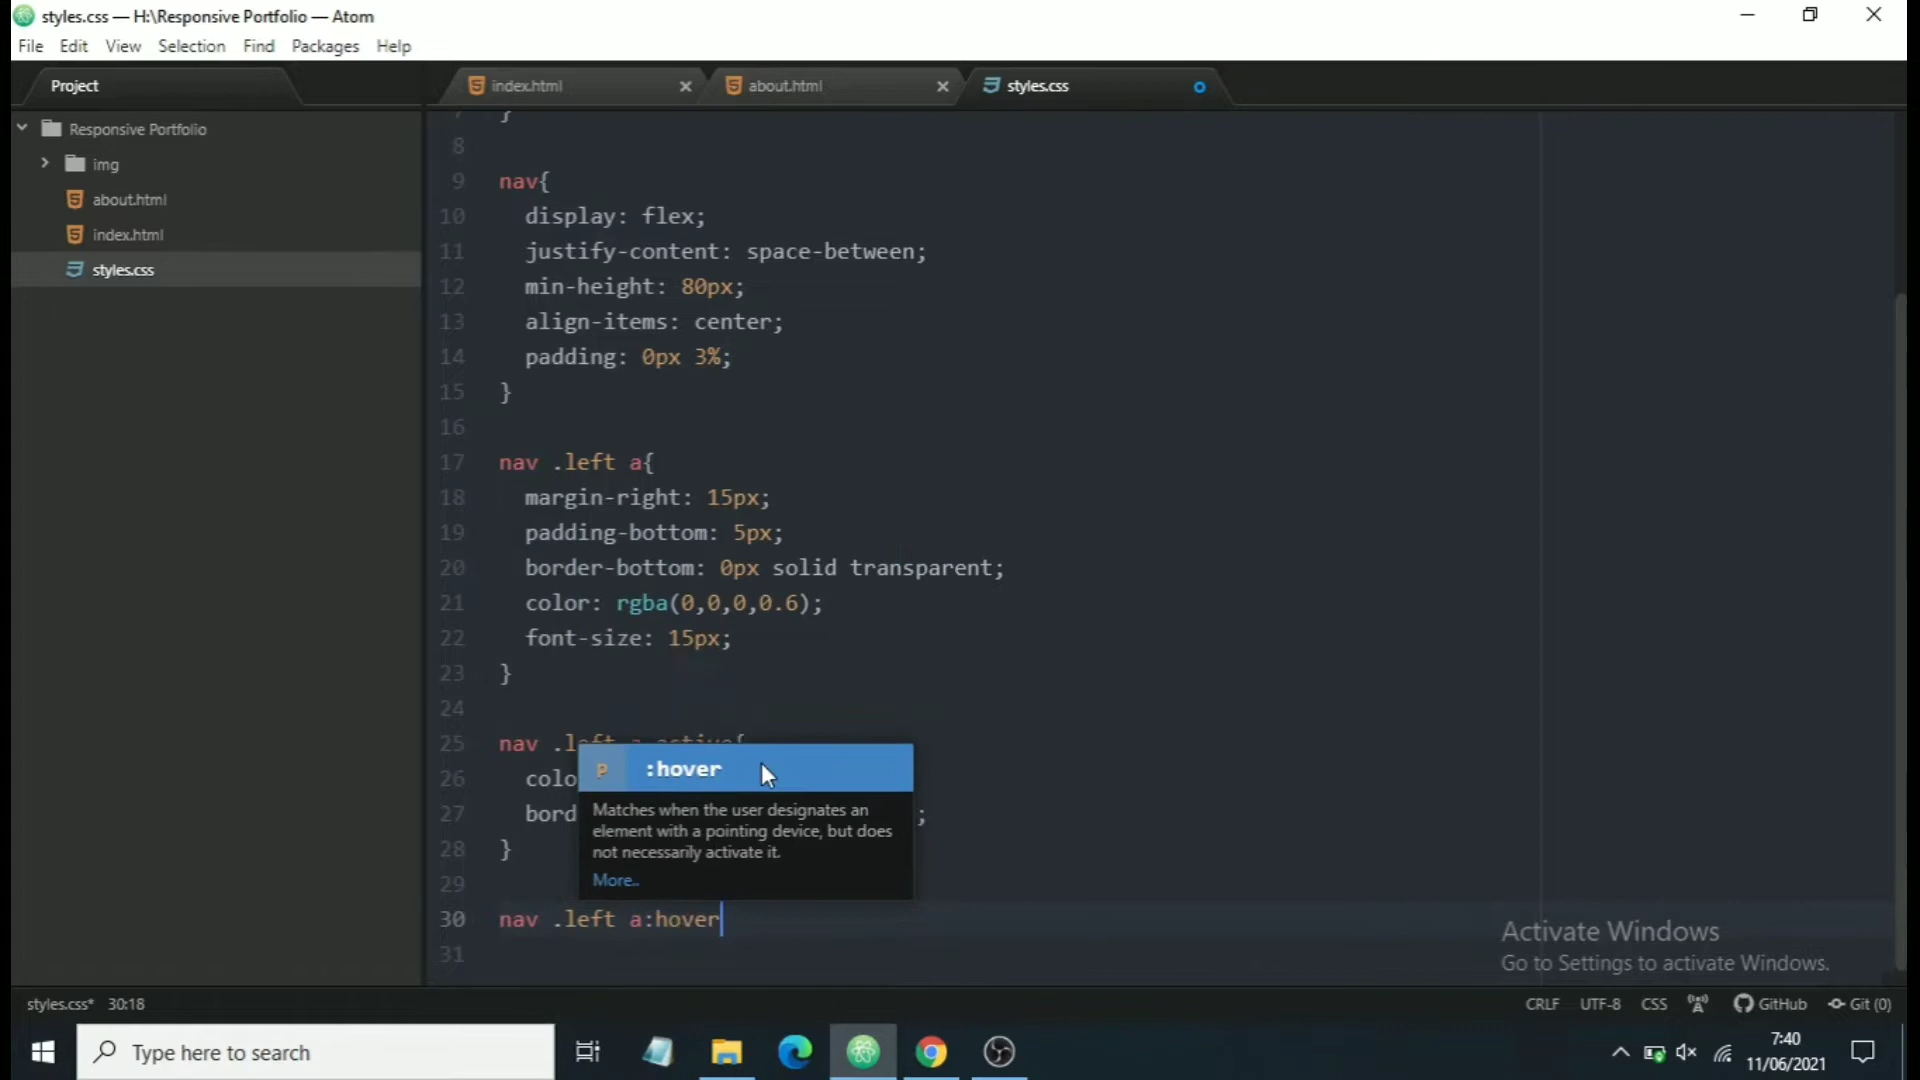 styles.css — H:\Responsive Portfolio — Atom
File Edit View Selection Find Packages Help
Project
index.html
about.html
styles.css
Responsive Portfolio
img
about.html
index.html
styles.css
7 }
8
9 nav{
10 display: flex;
11 justify-content: space-between;
12 min-height: 80px;
13 align-items: center;
14 padding: 0px 3%;
15 }
16
17 nav .left a{
18 margin-right: 15px;
19 padding-bottom: 5px;
20 border-bottom: 0px solid transparent;
21 color: rgba(0,0,0,0.6);
22 font-size: 15px;
23 }
24
25 nav .left a.active{
26 colo
27 bord ;
28 }
29
30 nav .left a:hover
31
P :hover
Matches when the user designates an
element with a pointing device, but does
not necessarily activate it.
More..
Activate Windows
Go to Settings to activate Windows.
styles.css* 30:18
CRLF UTF-8 CSS GitHub Git (0)
Type here to search
7:40
11/06/2021